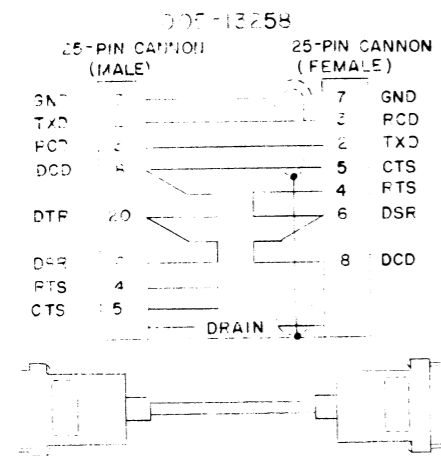 25-PIN CANNON 25-PIN CANNON
(MALE) (FEMALE)
GND 7 GND
TXD 3 RCD
RCD 2 TXD
DCD 8 5 CTS
4 RTS
DTR 20 6 DSR
DSR 8 DCD
RTS 4
CTS 5
DRAIN